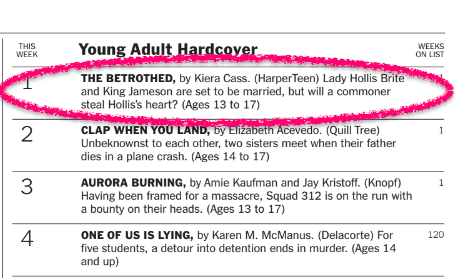 THIS
WEEK
Young Adult Hardcover
WEEKS
ON LIST
1
THE BETROTHED, by Kiera Cass. (HarperTeen) Lady Hollis Brite
and King Jameson are set to be married, but will a commoner
steal Hollis's heart? (Ages 13 to 17)
2
CLAP WHEN YOU LAND, by Elizabeth Acevedo. (Quill Tree)
1
Unbeknownst to each other, two sisters meet when their father
dies in a plane crash. (Ages 14 to 17)
3
AURORA BURNING, by Amie Kaufman and Jay Kristoff. (Knopf)
1
Having been framed for a massacre, Squad 312 is on the run with
a bounty on their heads. (Ages 13 to 17)
4
ONE OF US IS LYING, by Karen M. McManus. (Delacorte) For
120
five students, a detour into detention ends in murder. (Ages 14
and up)